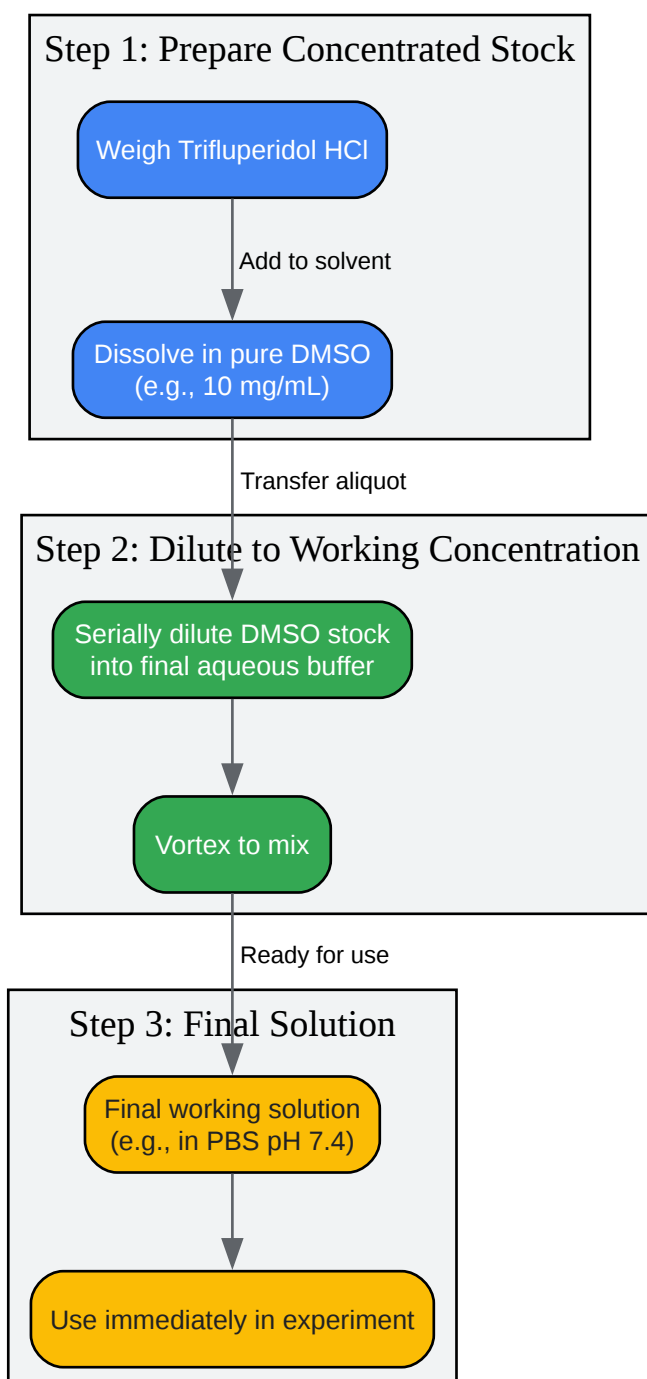 Step 1: Prepare Concentrated Stock
Weigh Trifluperidol HCl
Add to solvent
Dissolve in pure DMSO
(e.g., 10 mg/mL)
Transfer aliquot
Step 2: Dilute to Working Concentration
Serially dilute DMSO stock
into final aqueous buffer
Vortex to mix
Ready for use
Step 3: Final Solution
Final working solution
(e.g., in PBS pH 7.4)
Use immediately in experiment